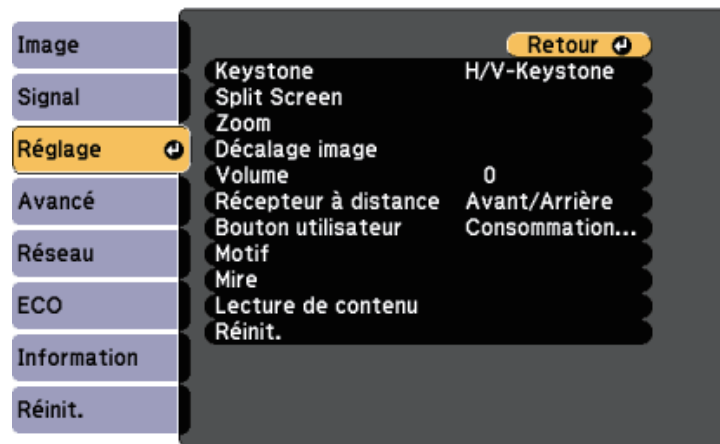 Image
Signal
Réglage
Avancé
Réseau
ECO
Information
Réinit.
Retour
Keystone H/V-Keystone
Split Screen
Zoom
Décalage image
Volume 0
Récepteur à distance Avant/Arrière
Bouton utilisateur Consommation...
Motif
Mire
Lecture de contenu
Réinit.